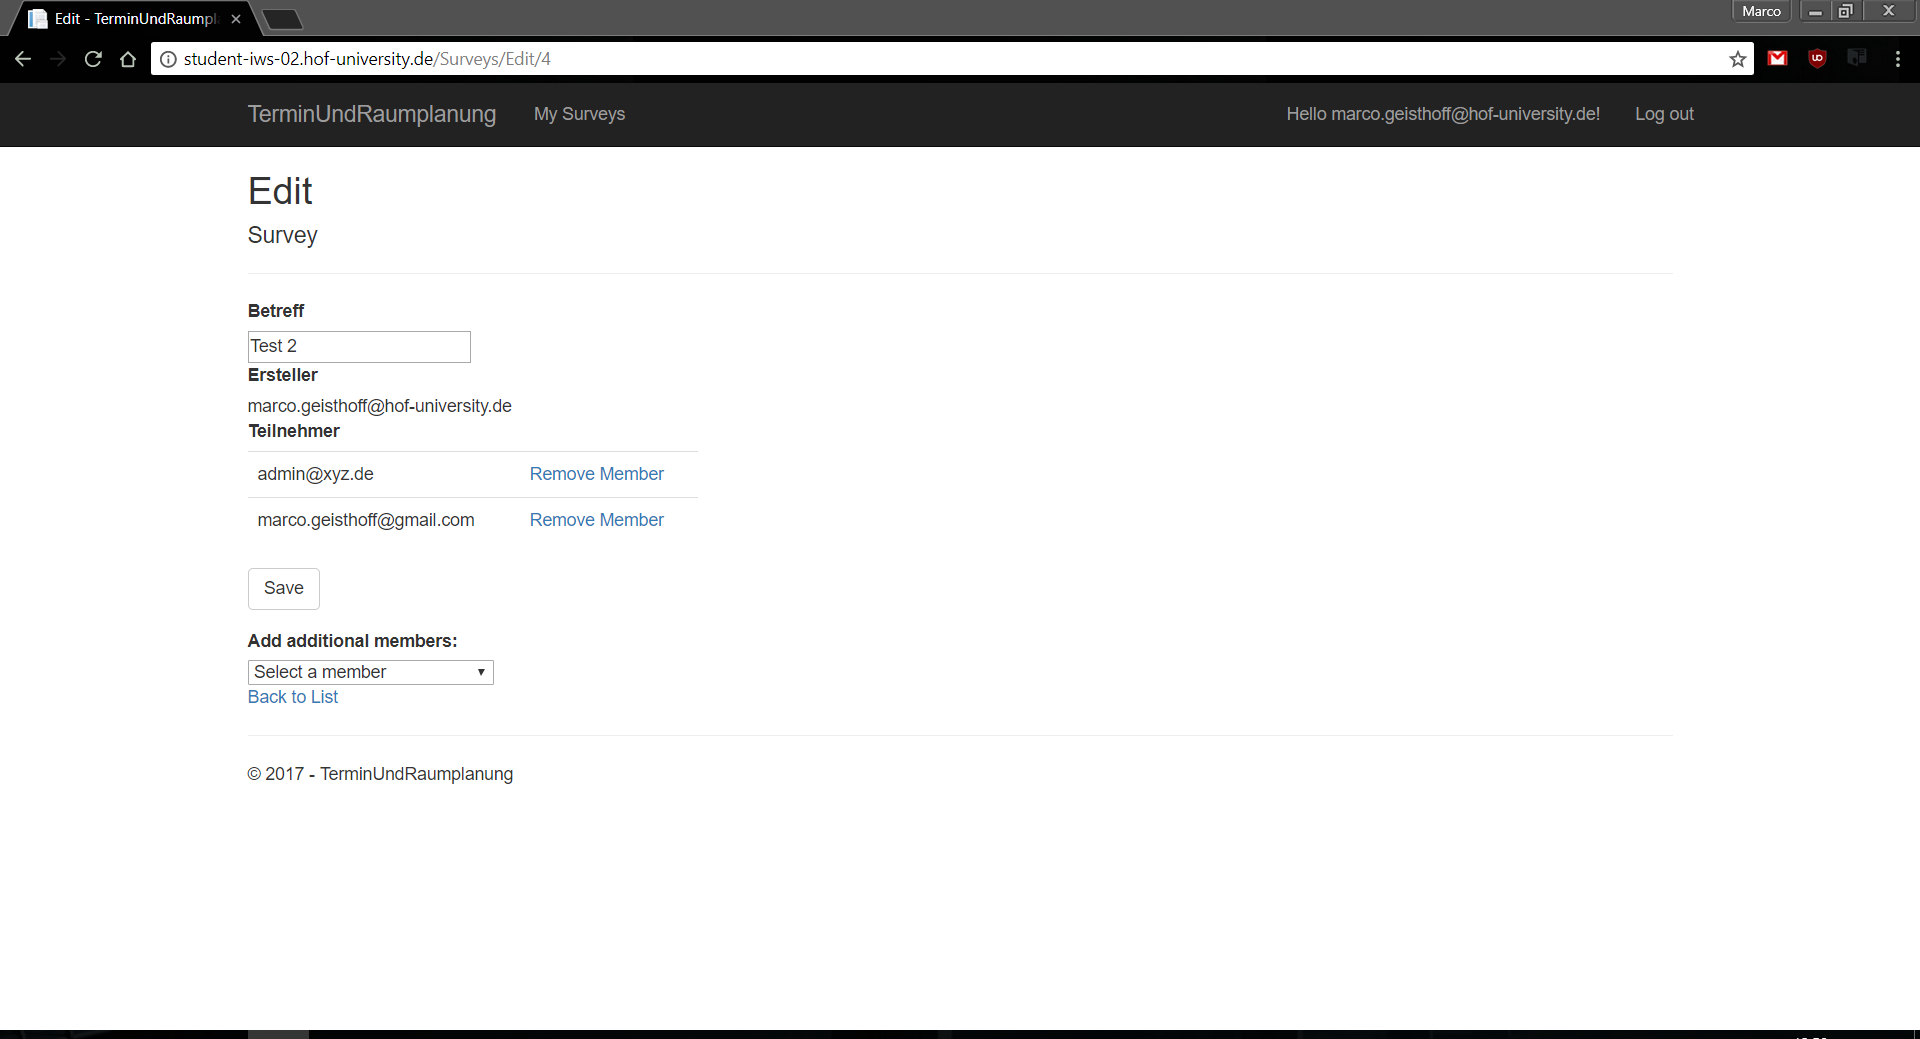 Edit - TerminUndRaumpl
Marco
student-iws-02.hof-university.de/Surveys/Edit/4
TerminUndRaumplanung My Surveys Hello marco.geisthoff@hof-university.de! Log out
Edit
Survey
Betreff
Test 2
Ersteller
marco.geisthoff@hof-university.de
Teilnehmer
admin@xyz.de Remove Member
marco.geisthoff@gmail.com Remove Member
Save
Add additional members:
Select a member
Back to List
© 2017 - TerminUndRaumplanung